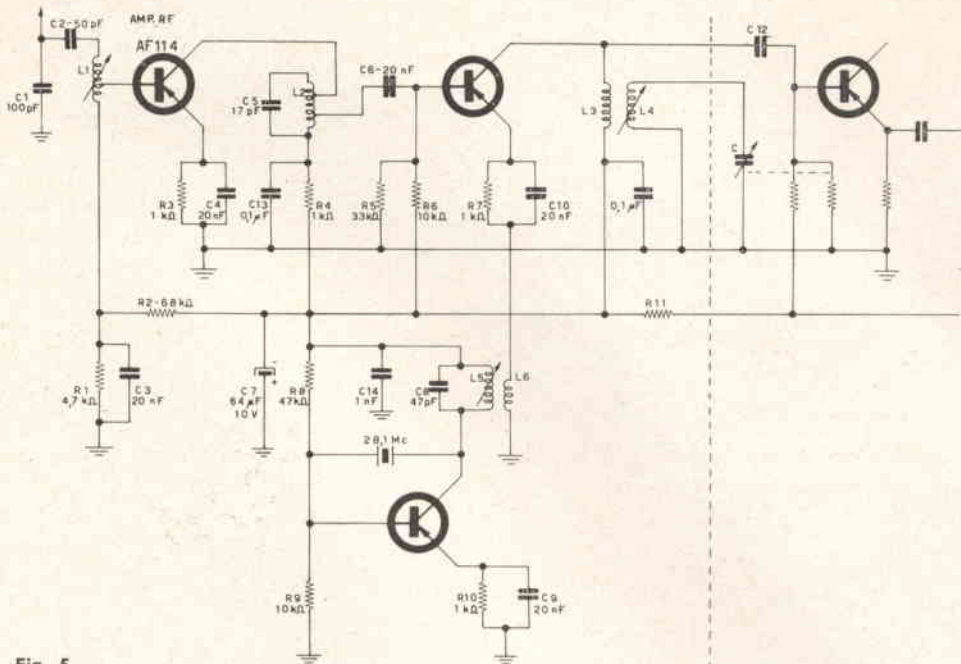 C2-50pF
AMP. RF
AF114
C1
100pF
L1
C5
17pF
L2
C6-20nF
C12
L3
L4
C
R3
1kΩ
C4
20nF
C13
0,1µF
R4
1kΩ
R5
33kΩ
R6
10kΩ
R7
1kΩ
C10
20nF
0,1µF
R2-68kΩ
R11
R1
4,7kΩ
C3
20nF
C7
64µF
10V
+
R8
47kΩ
C14
1nF
C8
47pF
L5
L6
28,1Mc
R9
10kΩ
R10
1kΩ
C9
20nF
Fig. 5